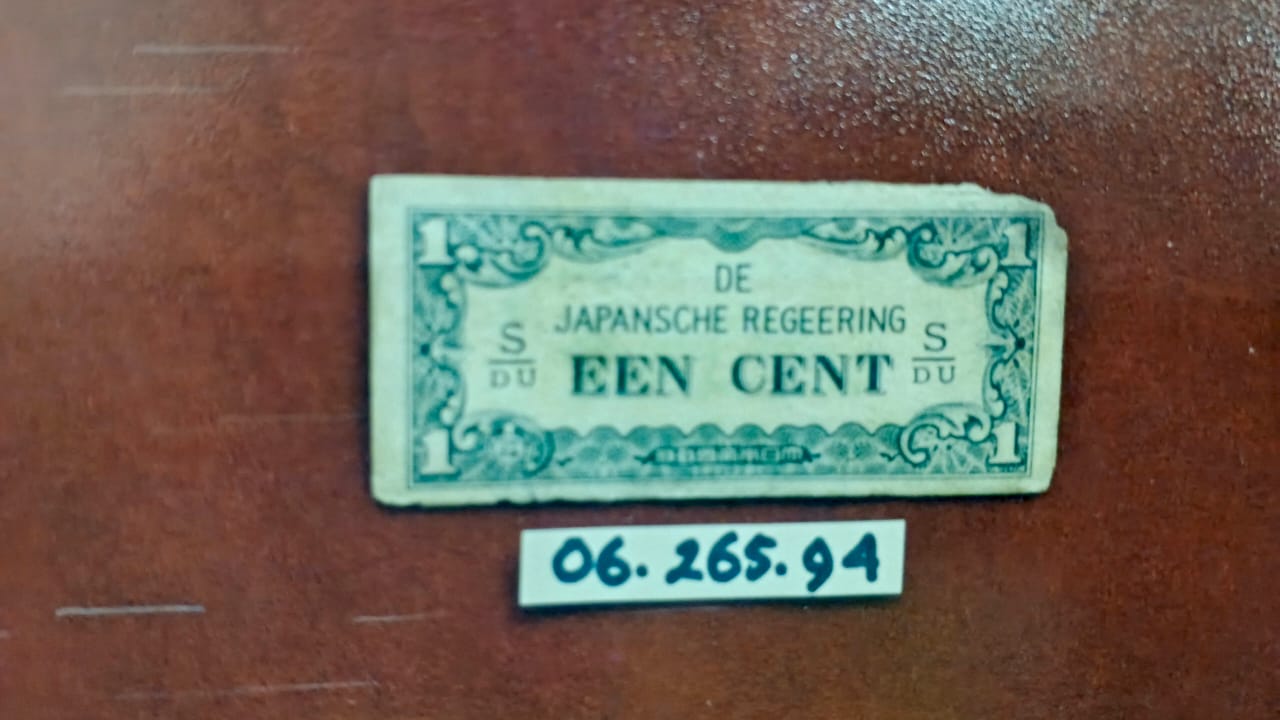 1 1
DE
JAPANSCHE REGEERING
S
DU
EEN CENT
S
DU
1 1
06.265.94